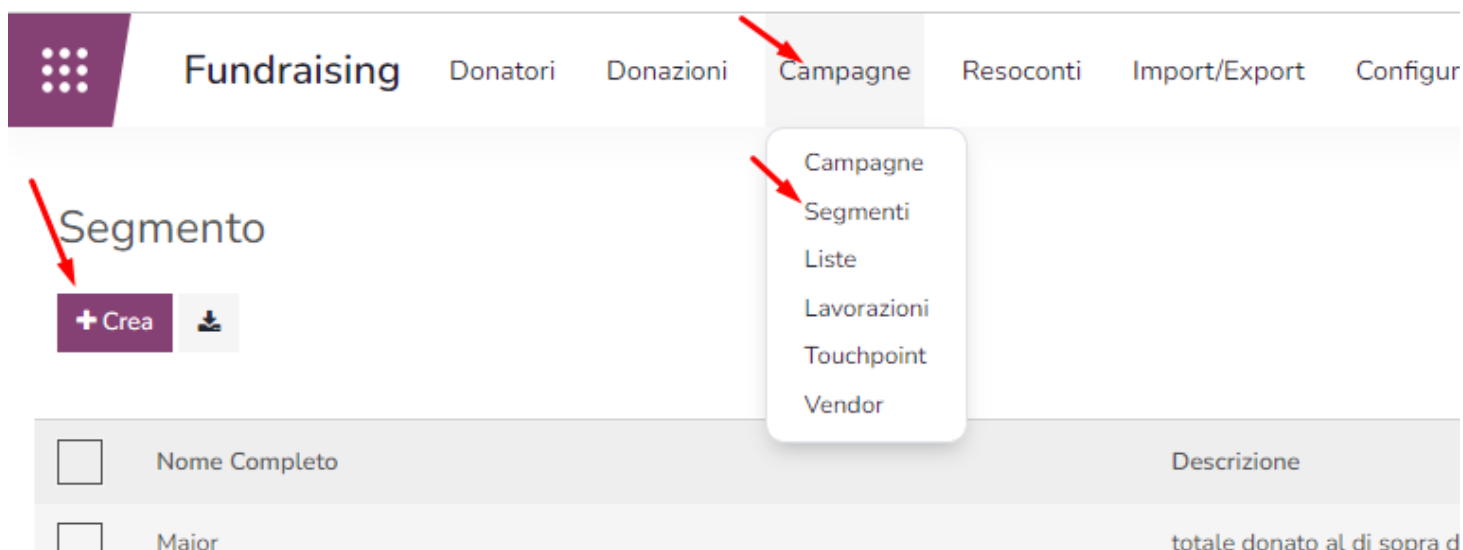 Fundraising Donatori Donazioni Campagne Resoconti Import/Export Configur
Campagne
Segmenti
Liste
Lavorazioni
Touchpoint
Vendor
Segmento
+ Crea
Nome Completo Descrizione
Major totale donato al di sopra d